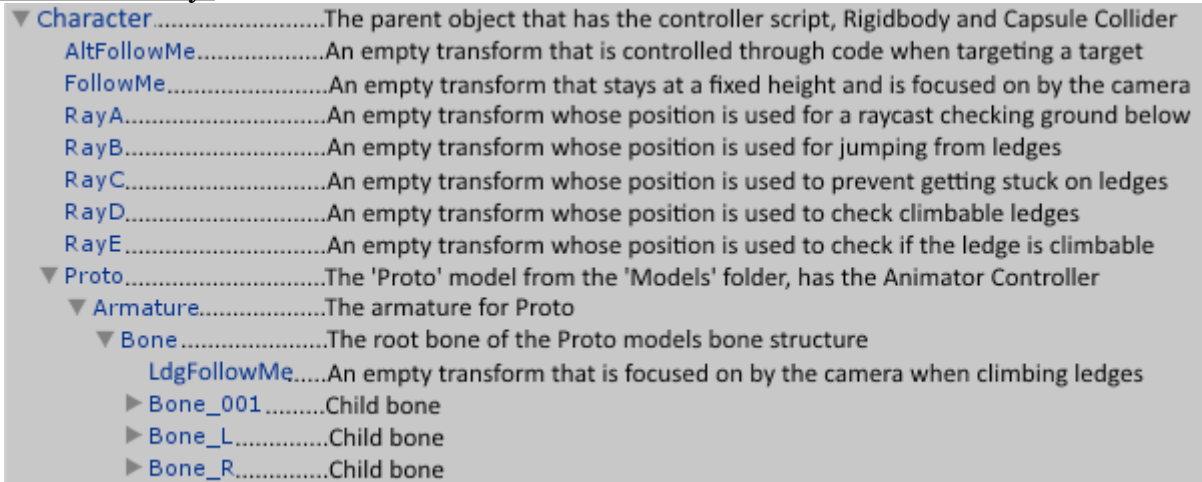 Character.......................The parent object that has the controller script, Rigidbody and Capsule Collider
AltFollowMe...................An empty transform that is controlled through code when targeting a target
FollowMe.......................An empty transform that stays at a fixed height and is focused on by the camera
RayA.............................An empty transform whose position is used for a raycast checking ground below
RayB.............................An empty transform whose position is used for jumping from ledges
RayC.............................An empty transform whose position is used to prevent getting stuck on ledges
RayD.............................An empty transform whose position is used to check climbable ledges
RayE.............................An empty transform whose position is used to check if the ledge is climbable
Proto.............................The 'Proto' model from the 'Models' folder, has the Animator Controller
Armature...................The armature for Proto
Bone......................The root bone of the Proto models bone structure
LdgFollowMe.....An empty transform that is focused on by the camera when climbing ledges
Bone_001.........Child bone
Bone_L..............Child bone
Bone_R.............Child bone